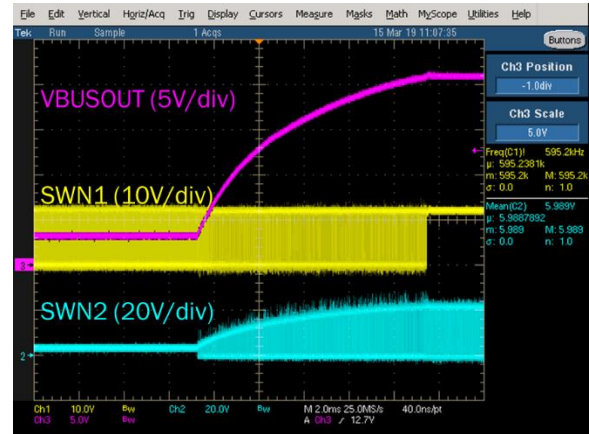 File Edit Vertical Horiz/Acq Trig Display Cursors Measure Masks Math MyScope Utilities Help
Tek Run Sample 1 Acqs 15 Mar 19 11:07:35
Buttons
Ch3 Position
-1.0div
Ch3 Scale
5.0V
VBUSOUT (5V/div)
Freq(C1)! 595.2kHz
µ: 595.2381k
m: 595.2k M: 595.2k
σ: 0.0 n: 1.0
SWN1 (10V/div)
Mean(C2) 5.989V
µ: 5.9887892
m: 5.989 M: 5.989
σ: 0.0 n: 1.0
3
SWN2 (20V/div)
2
Ch1 10.0V Bw Ch2 20.0V Bw M 2.0ms 25.0MS/s 40.0ns/pt
Ch3 5.0V Bw A Ch3 12.7V